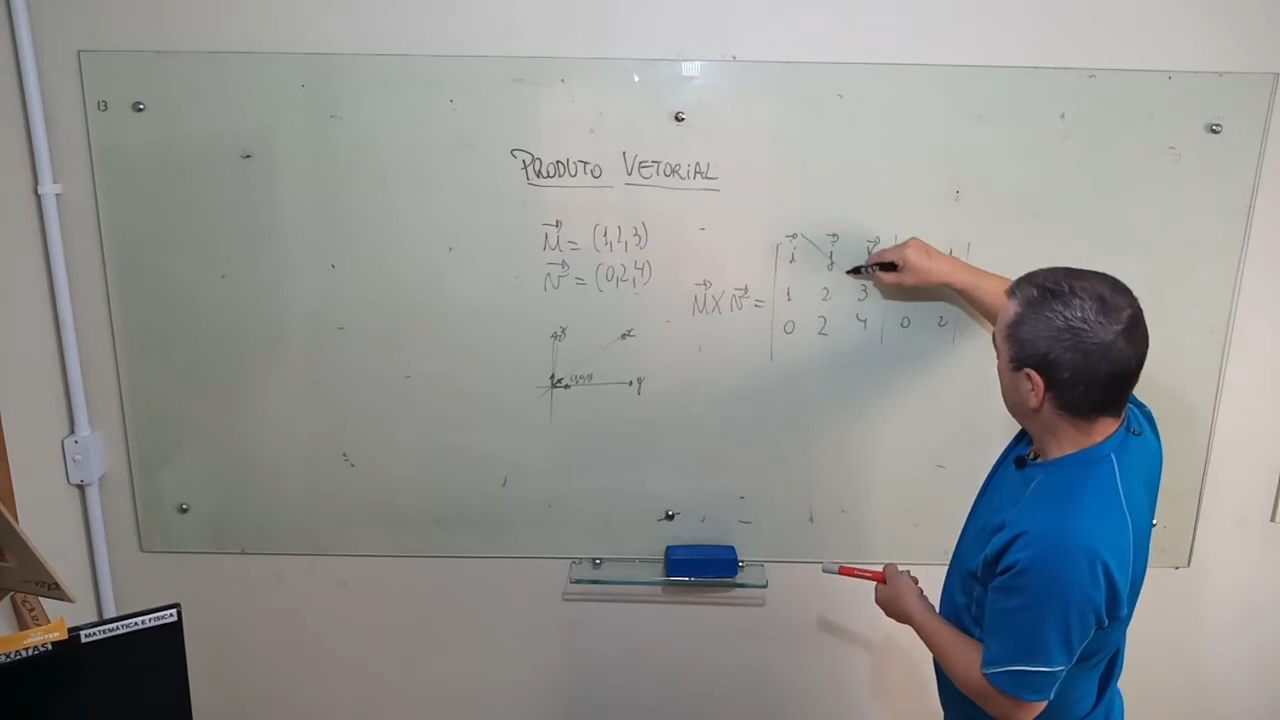 13
PRODUTO VETORIAL
M = (1,2,3)
N = (0,2,4)
M X N =
i j
1 2 3
0 2 4 0 2
z
x
y
MATEMÁTICA E FÍSICA
EXATAS